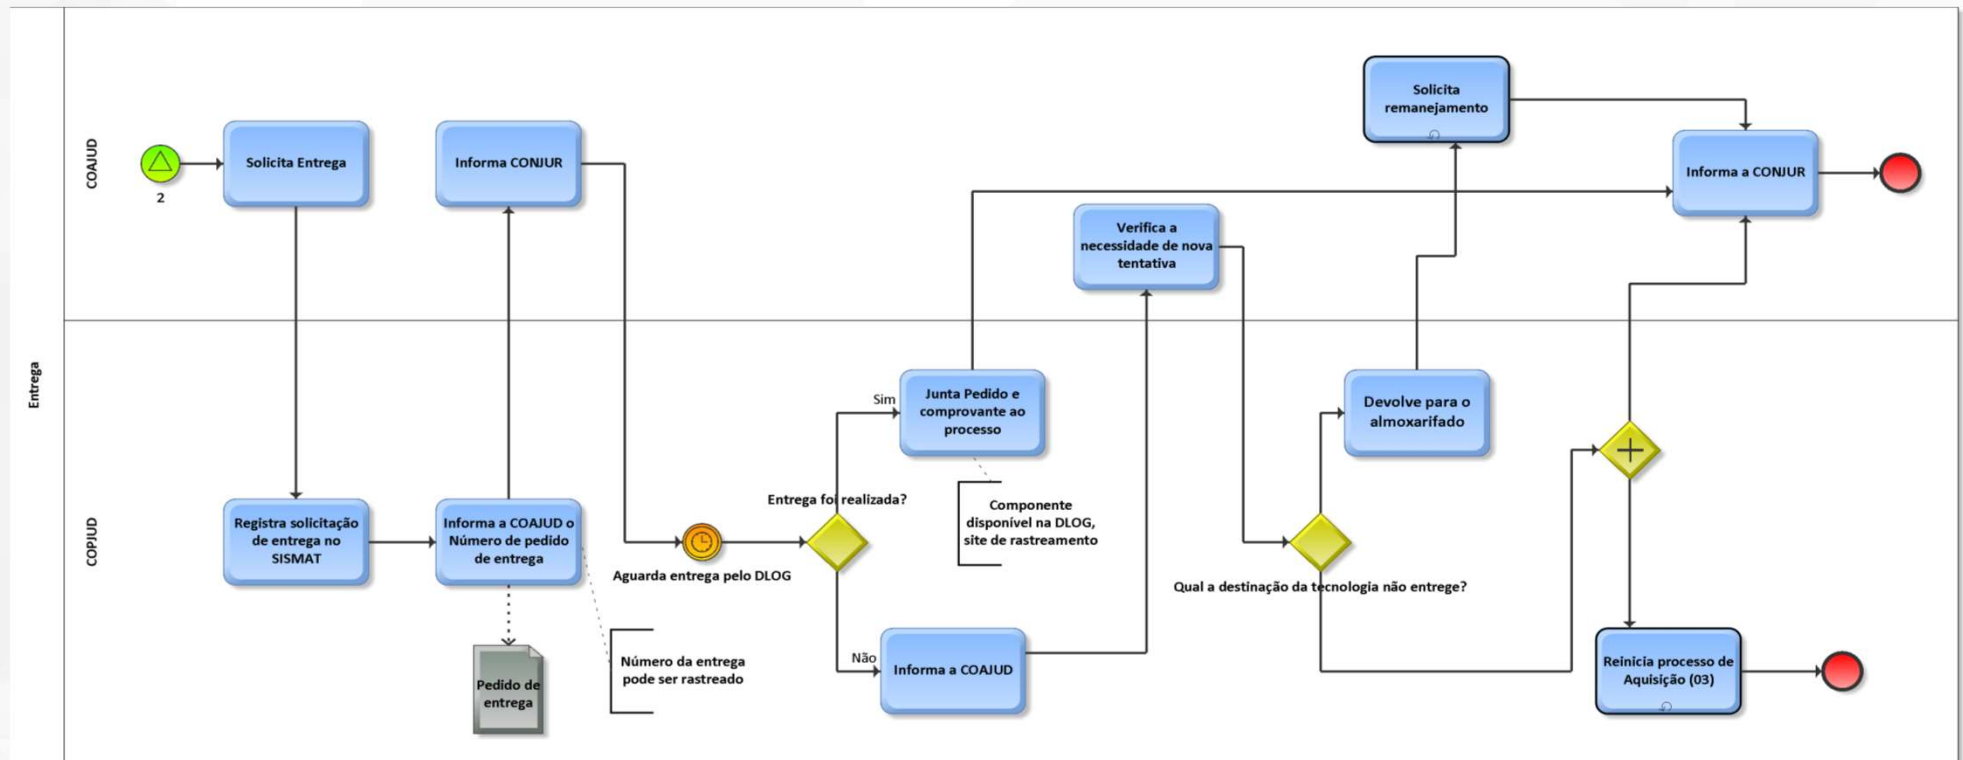 Entrega
COAJUD
2
Solicita Entrega
Informa CONJUR
Verifica a
necessidade de nova
tentativa
Solicita
remanejamento
Informa a CONJUR
COPJUD
Registra solicitação
de entrega no
SISMAT
Informa a COAJUD o
Número de pedido
de entrega
Pedido de
entrega
Número da entrega
pode ser rastreado
Aguarda entrega pelo DLOG
Entrega foi realizada?
Sim
Não
Junta Pedido e
comprovante ao
processo
Componente
disponível na DLOG,
site de rastreamento
Informa a COAJUD
Qual a destinação da tecnologia não entrege?
Devolve para o
almoxarifado
Reinicia processo de
Aquisição (03)